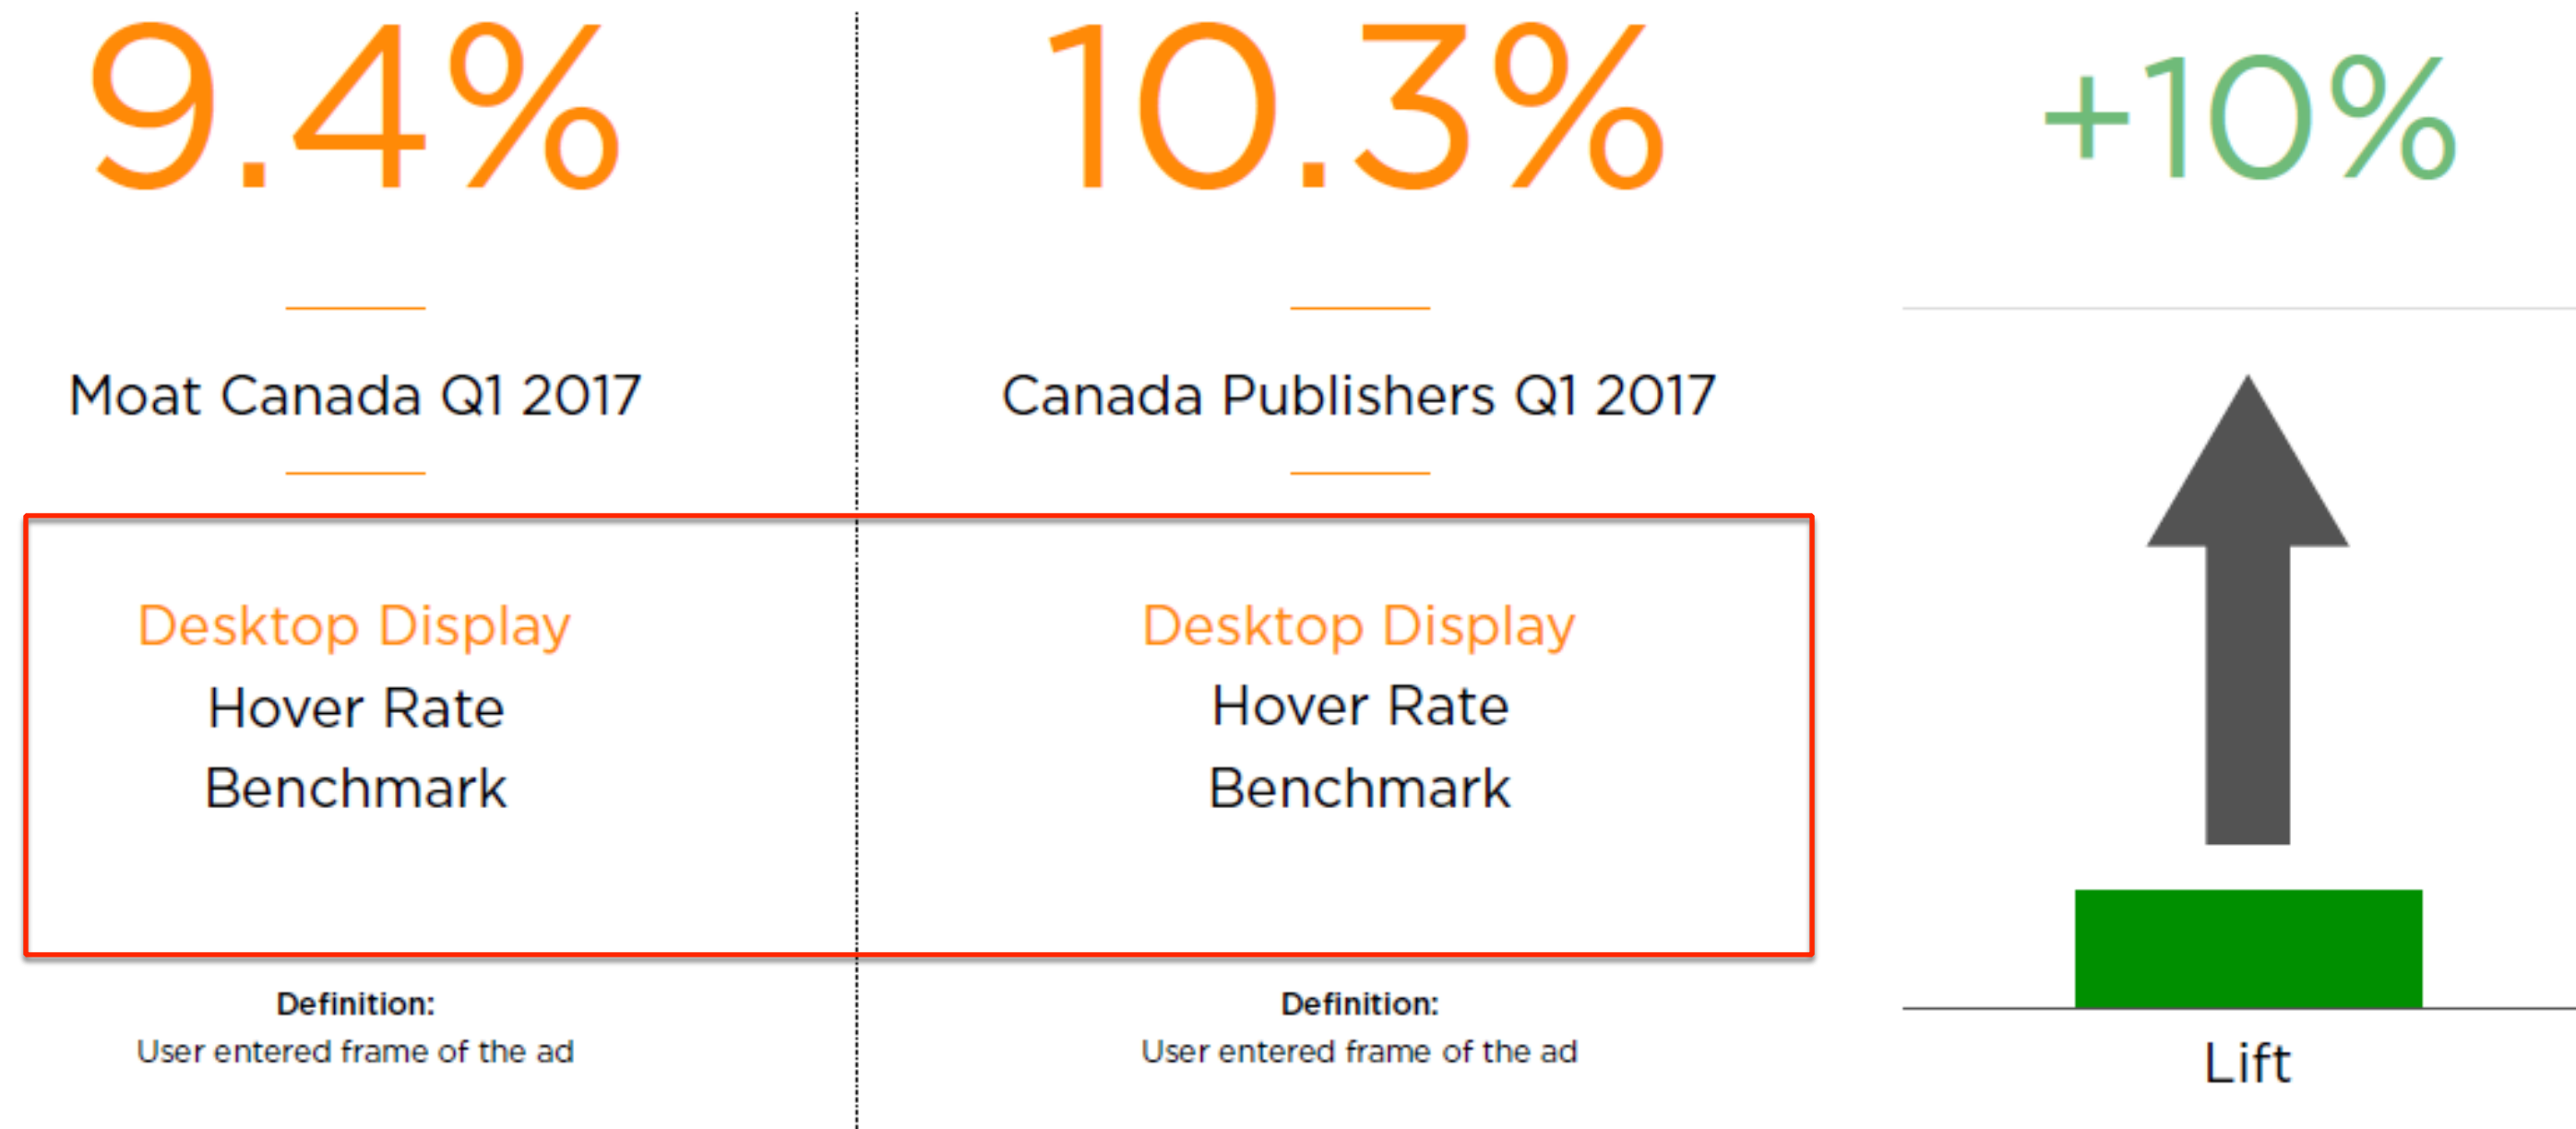 9.4%
Moat Canada Q1 2017
Desktop Display
Hover Rate
Benchmark
Definition:
User entered frame of the ad
10.3%
Canada Publishers Q1 2017
Desktop Display
Hover Rate
Benchmark
Definition:
User entered frame of the ad
+10%
Lift